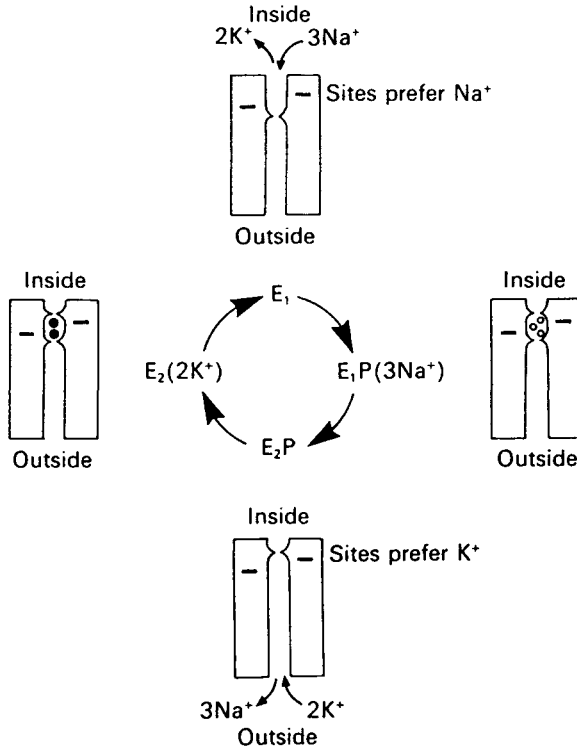 Inside
2K⁺ 3Na⁺
Sites prefer Na⁺
Outside
Inside
Outside
E₁
E₁P(3Na⁺)
E₂P
E₂(2K⁺)
Inside
Outside
Inside
Sites prefer K⁺
3Na⁺ 2K⁺
Outside